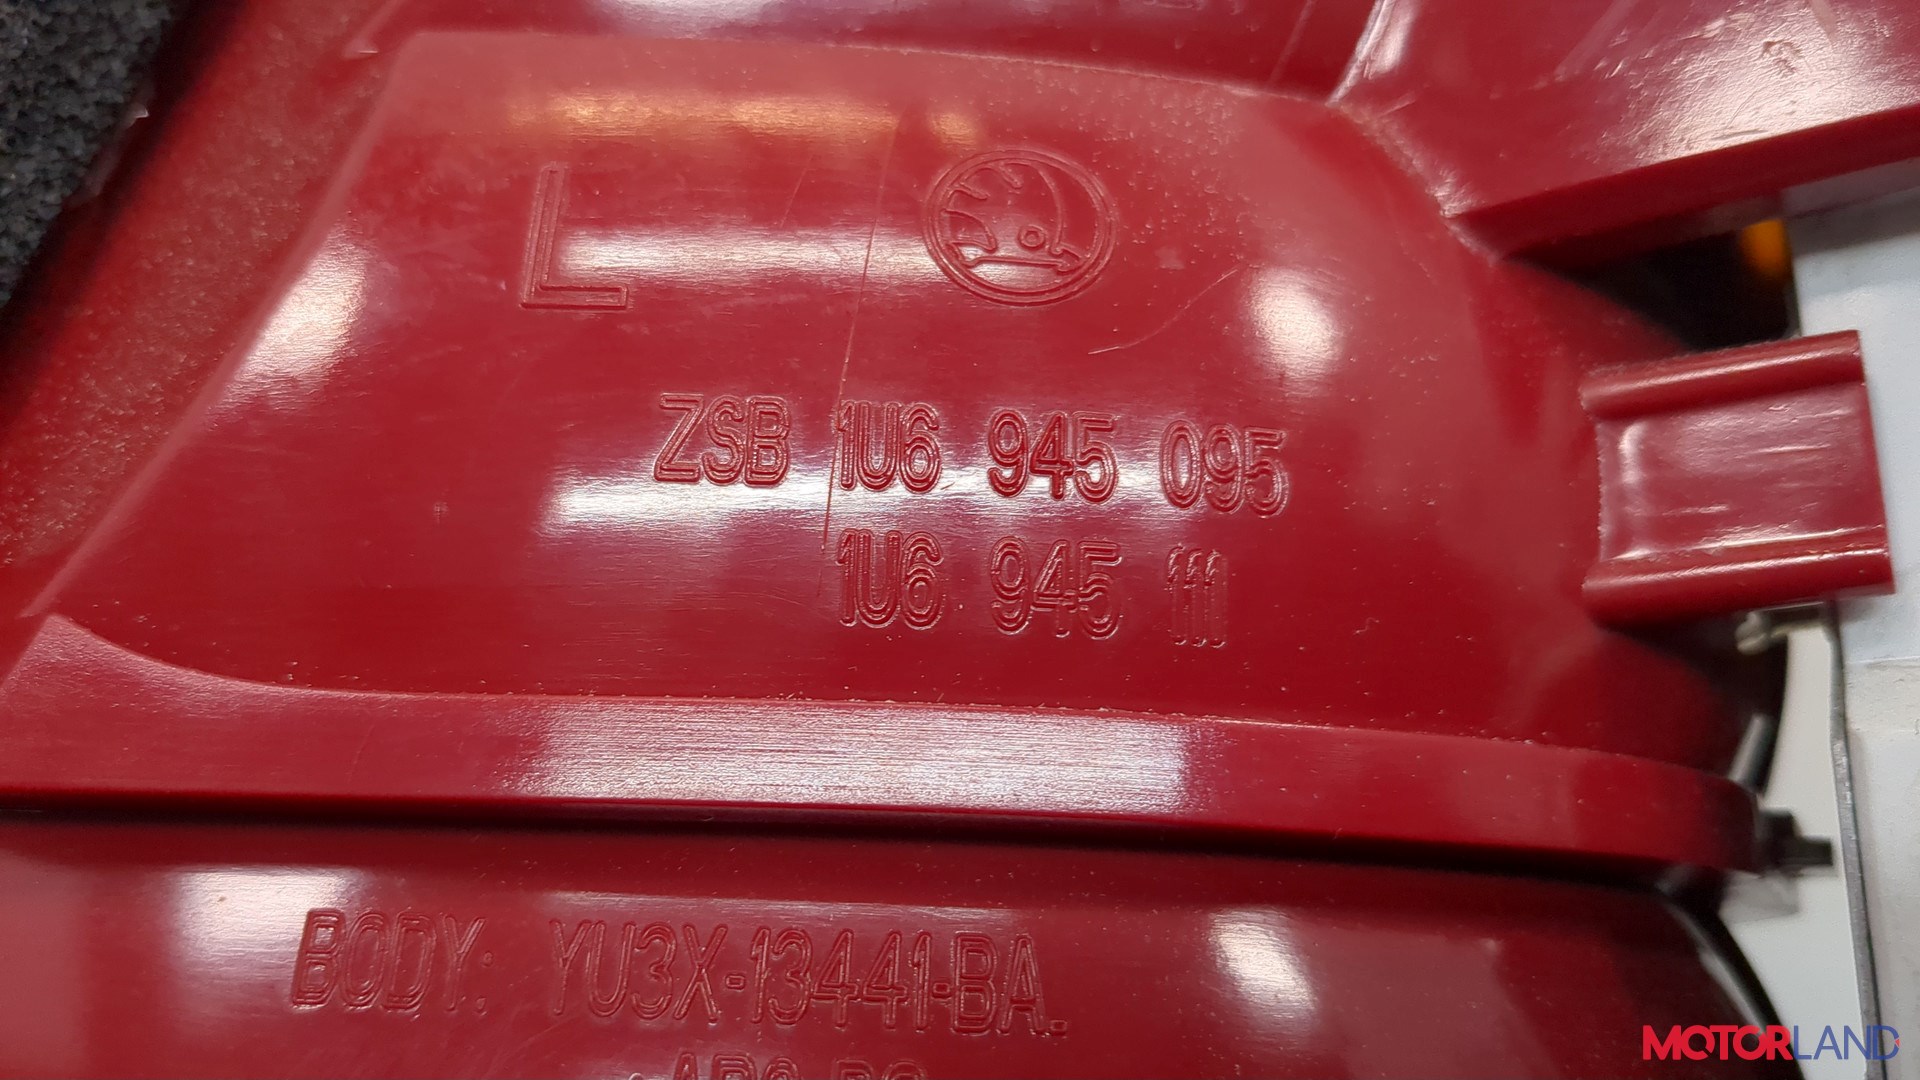 L
ZSB 1U6 945 095
1U6 945 111
BODY: YU3X-13441-BA.
MOTORLAND